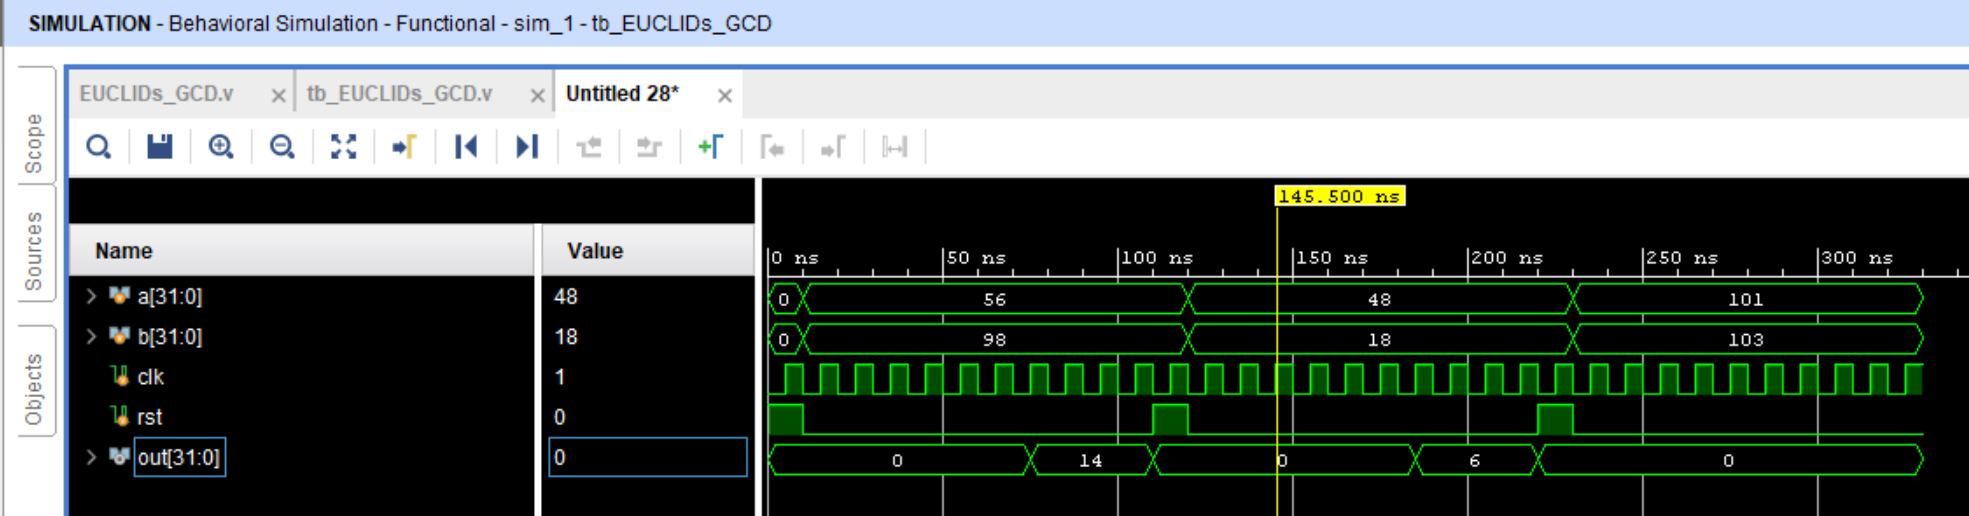 SIMULATION - Behavioral Simulation - Functional - sim_1 - tb_EUCLIDs_GCD
Scope
Sources
Objects
EUCLIDs_GCD.v × tb_EUCLIDs_GCD.v × Untitled 28* ×
145.500 ns
Name Value
0 ns 50 ns 100 ns 150 ns 200 ns 250 ns 300 ns
a[31:0] 48 0 56 48 101
b[31:0] 18 0 98 18 103
clk 1
rst 0
out[31:0] 0 0 14 0 6 0